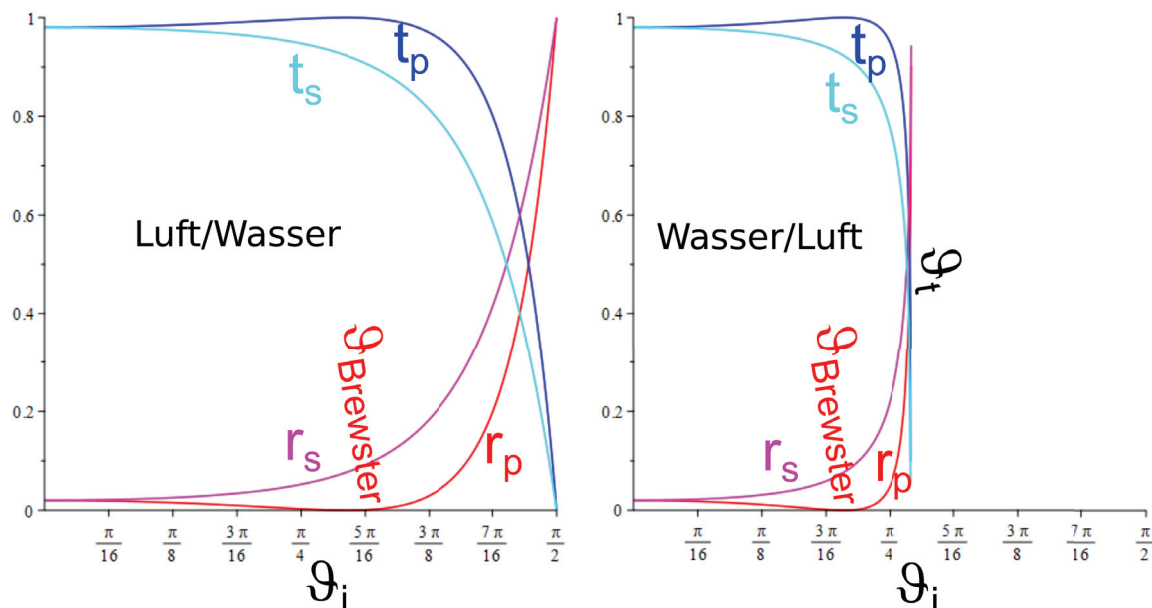 1
0.8
0.6
0.4
0.2
0
t_p
t_s
Luft/Wasser
ϑ_Brewster
r_s
r_p
π/16
π/8
3π/16
π/4
5π/16
3π/8
7π/16
π/2
ϑ_i
1
0.8
0.6
0.4
0.2
0
t_p
t_s
Wasser/Luft
ϑ_t
ϑ_Brewster
r_s
r_p
π/16
π/8
3π/16
π/4
5π/16
3π/8
7π/16
π/2
ϑ_i